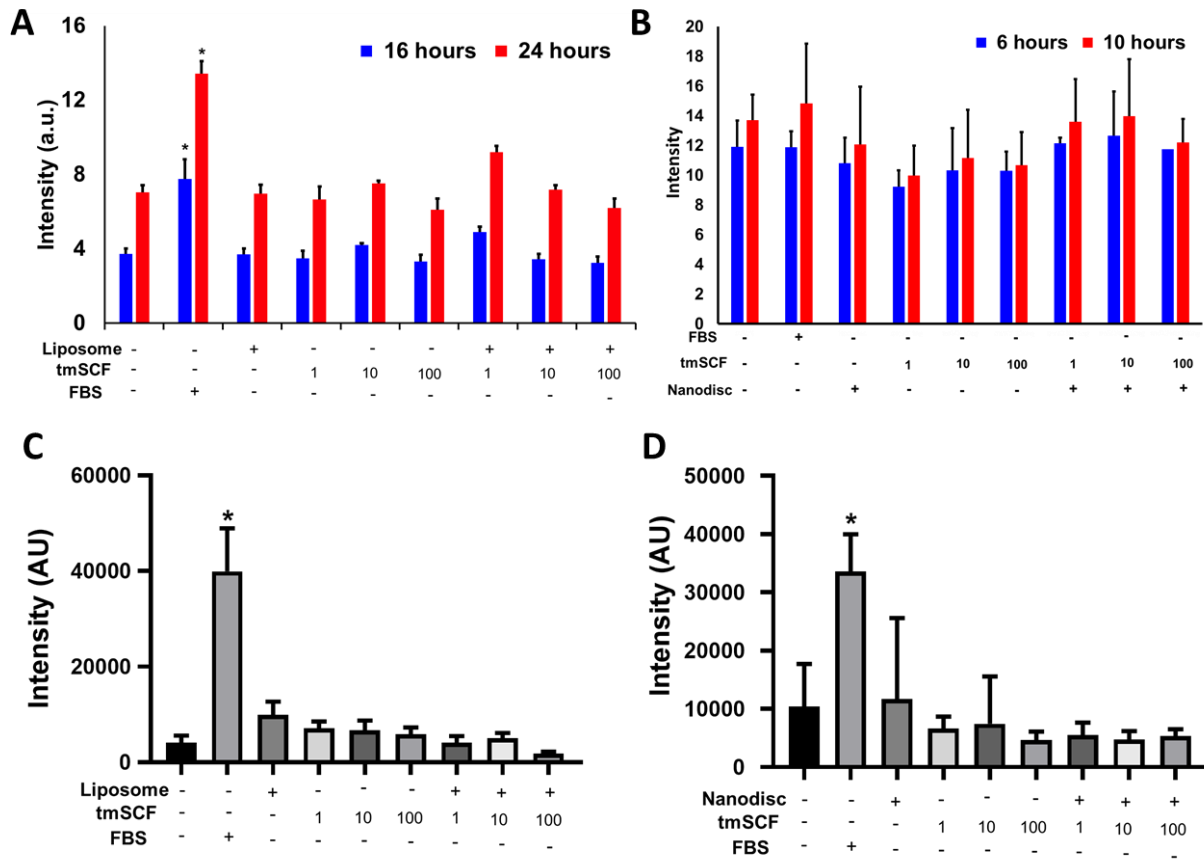 A
16
12
8
4
0
Intensity (a.u.)
16 hours 24 hours
* *
Liposome - - + - - - + + +
tmSCF - - - 1 10 100 1 10 100
FBS - + - - - - - - -
B
20
18
16
14
12
10
8
6
4
2
0
Intensity
6 hours 10 hours
FBS - + - - - - - - -
tmSCF - - - 1 10 100 1 10 100
Nanodisc - - + - - - + + +
C
60000
40000
20000
0
Intensity (AU)
*
Liposome - - + - - - + + +
tmSCF - - - 1 10 100 1 10 100
FBS - + - - - - - - -
D
50000
40000
30000
20000
10000
0
Intensity (AU)
*
Nanodisc - - + - - - + + +
tmSCF - - - 1 10 100 1 10 100
FBS - + - - - - - - -